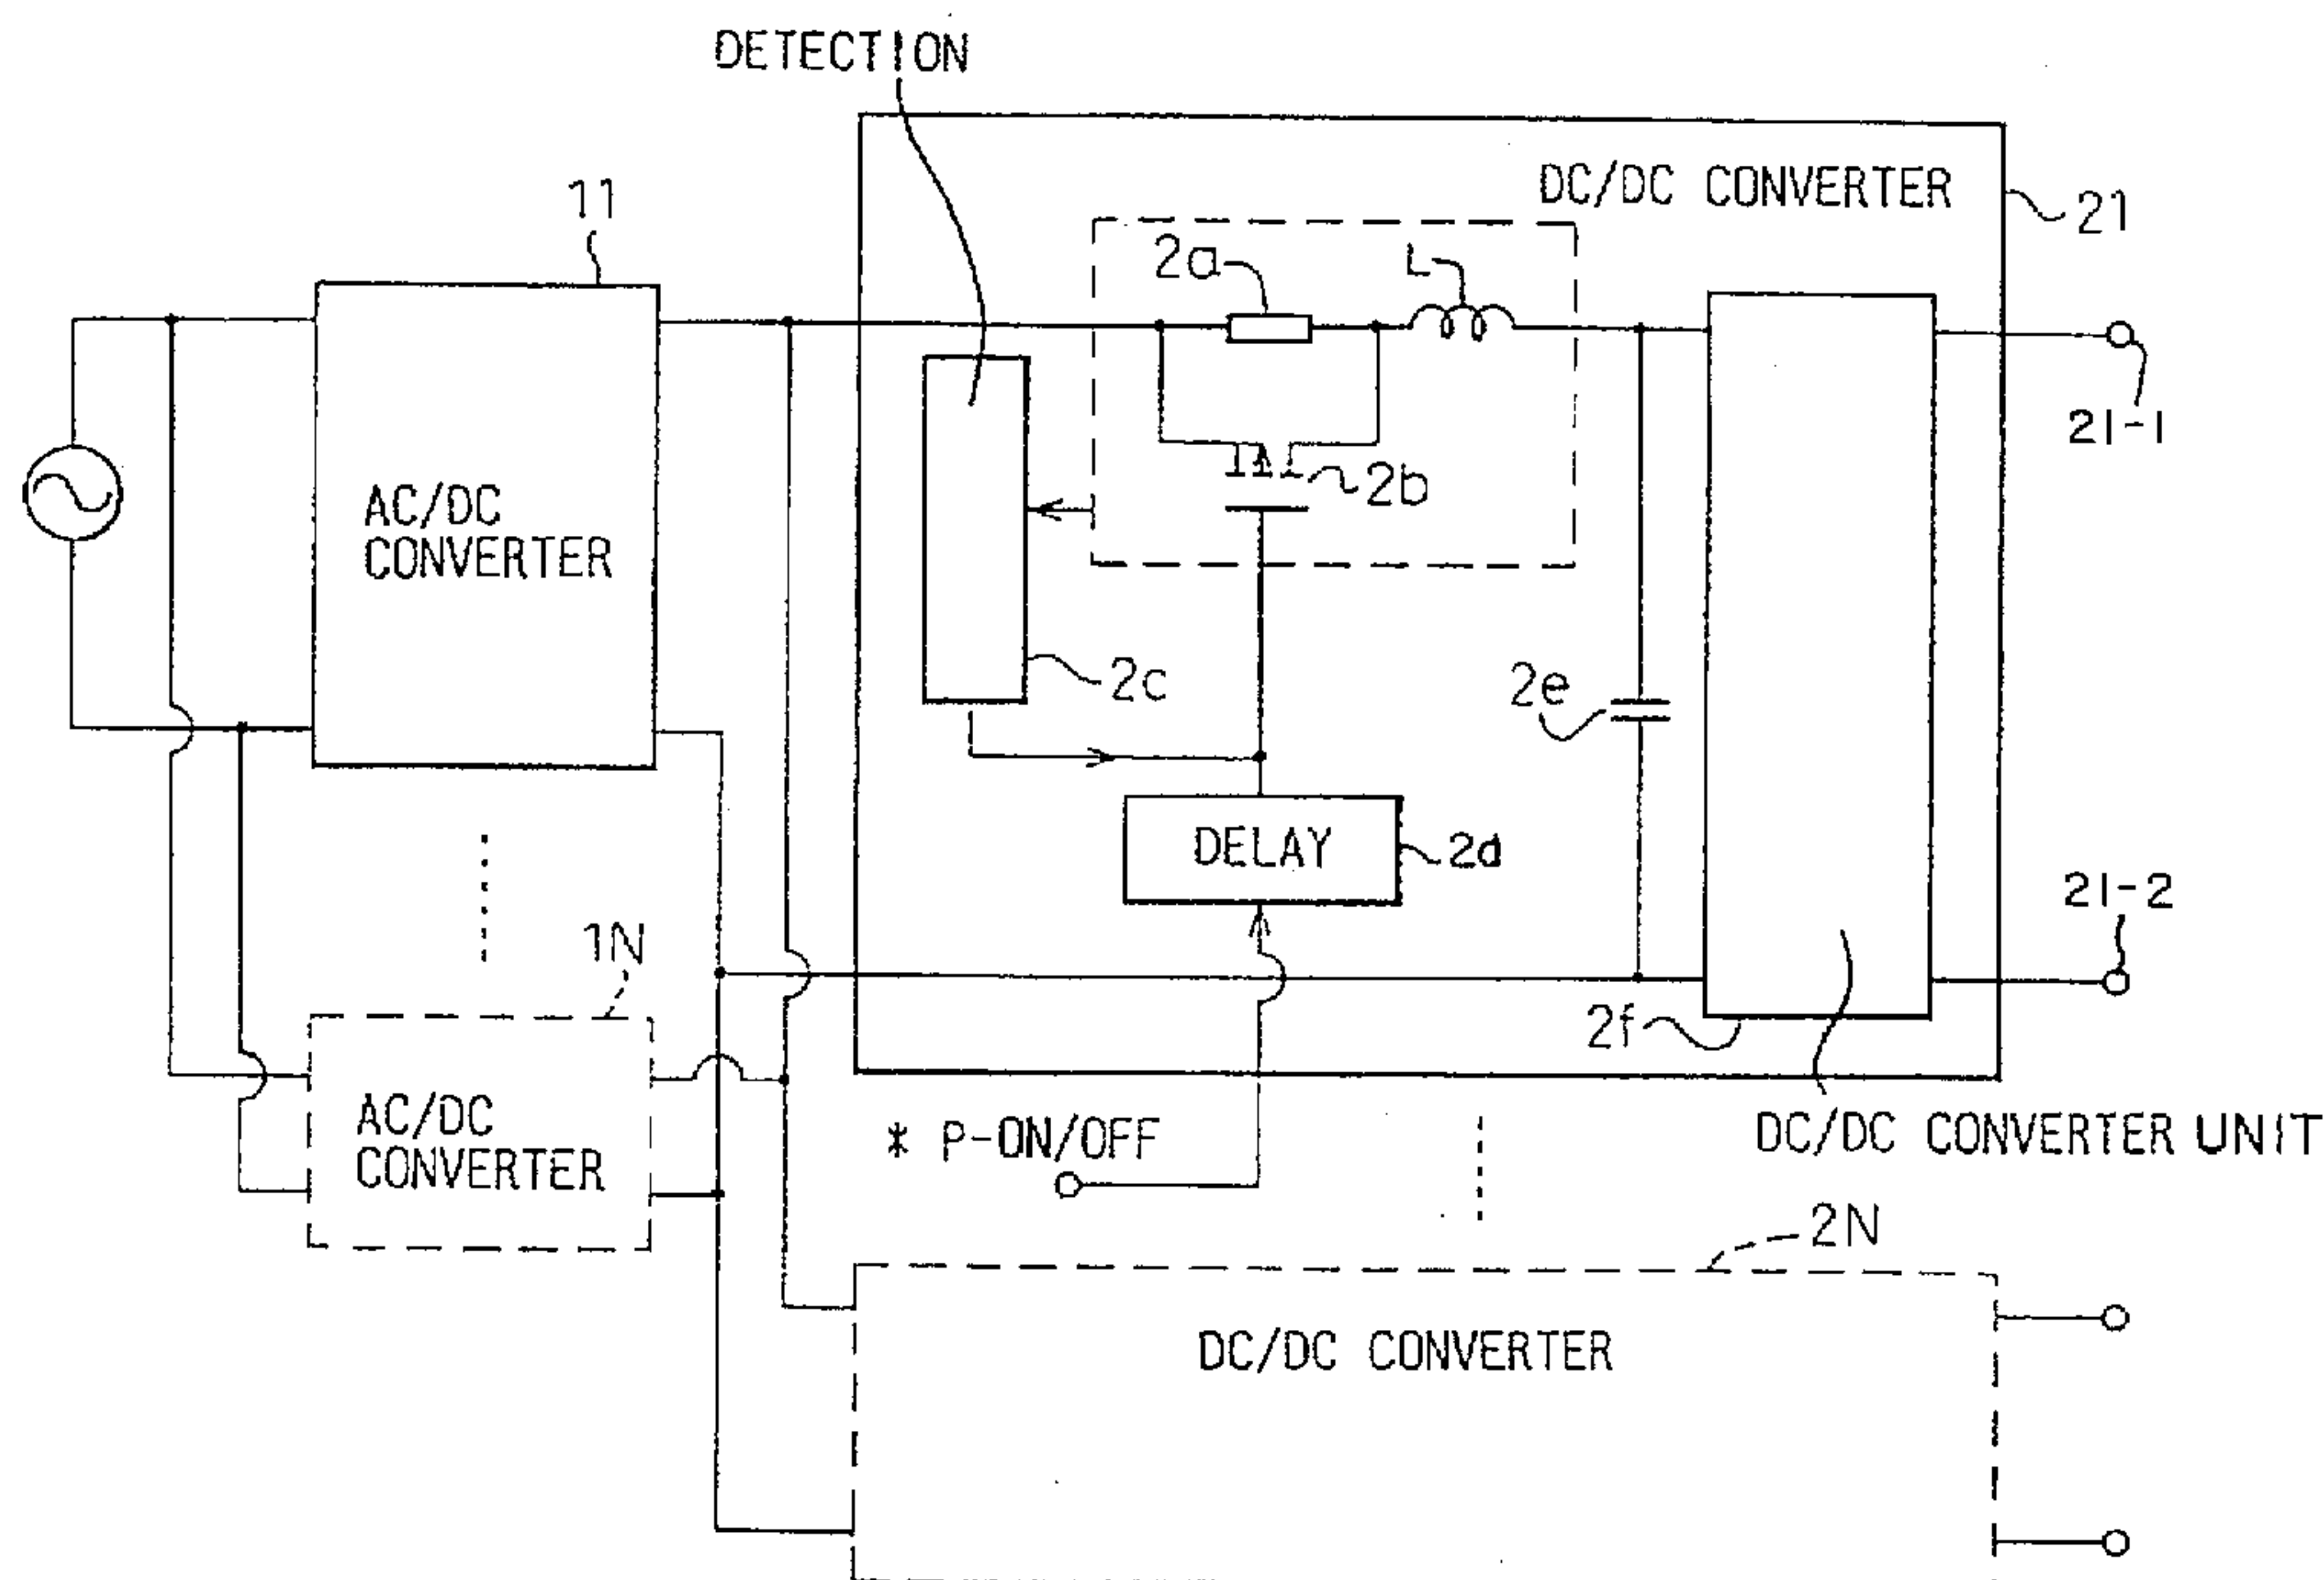 DETECTION
DC/DC CONVERTER
21
11
2a
L
21-1
2b
AC/DC
CONVERTER
2c
2e
DELAY
2d
21-2
1N
2f
AC/DC
CONVERTER
* P-ON/OFF
DC/DC CONVERTER UNIT
2N
DC/DC CONVERTER